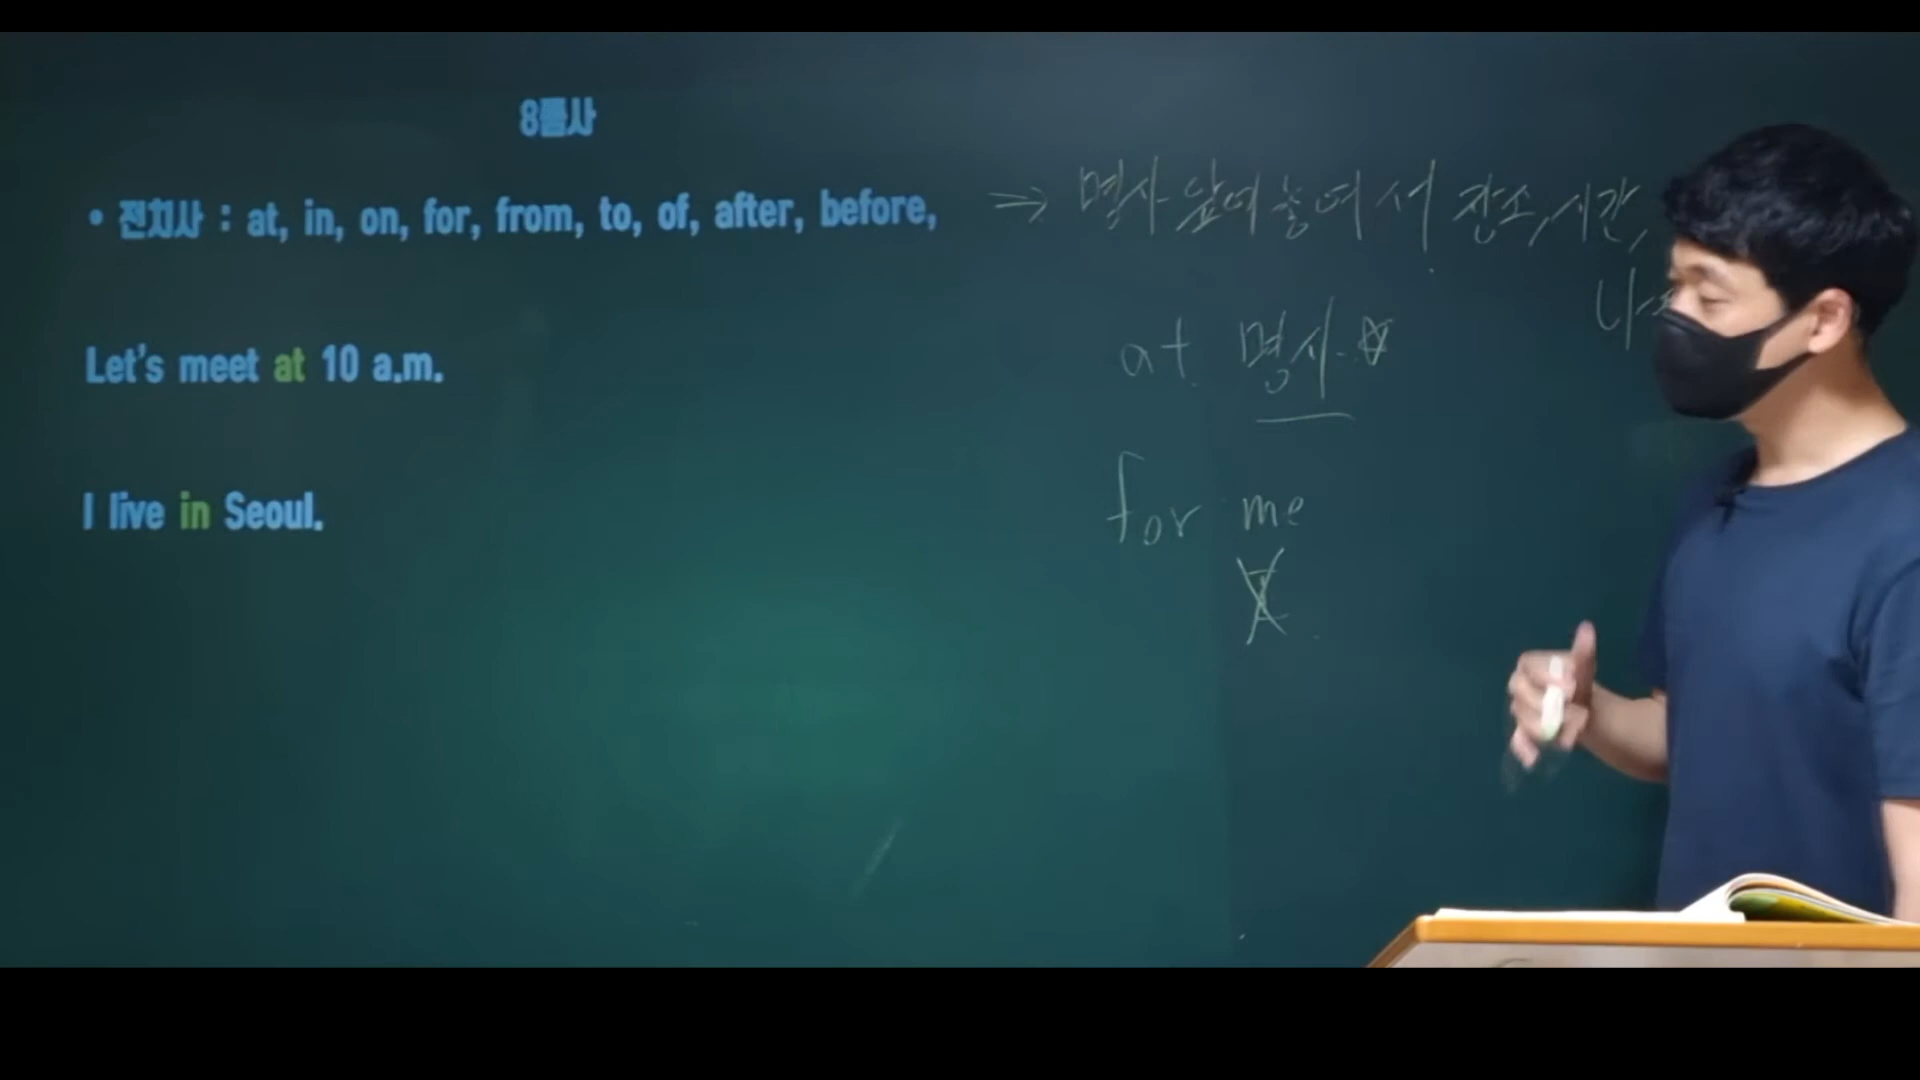 8품사
• 전치사 : at, in, on, for, from, to, of, after, before,
⇒ 명사 앞에 놓여서 장소, 시간,
at 명사
Let's meet at 10 a.m.
for me
I
I live in Seoul.